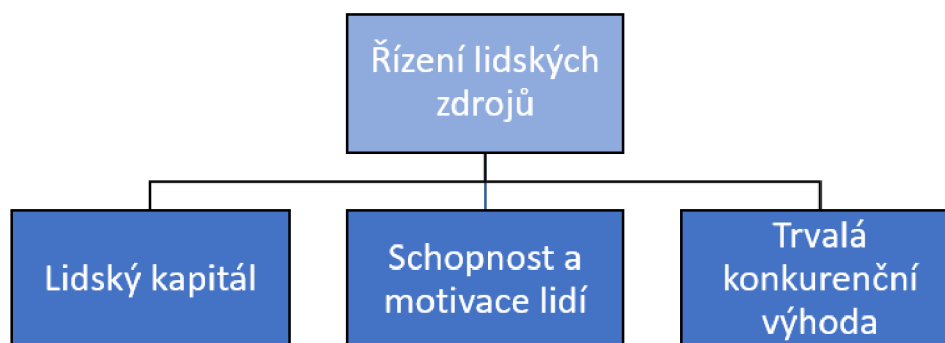 Řízení lidských
zdrojů
Lidský kapitál
Schopnost a
motivace lidí
Trvalá
konkurenční
výhoda